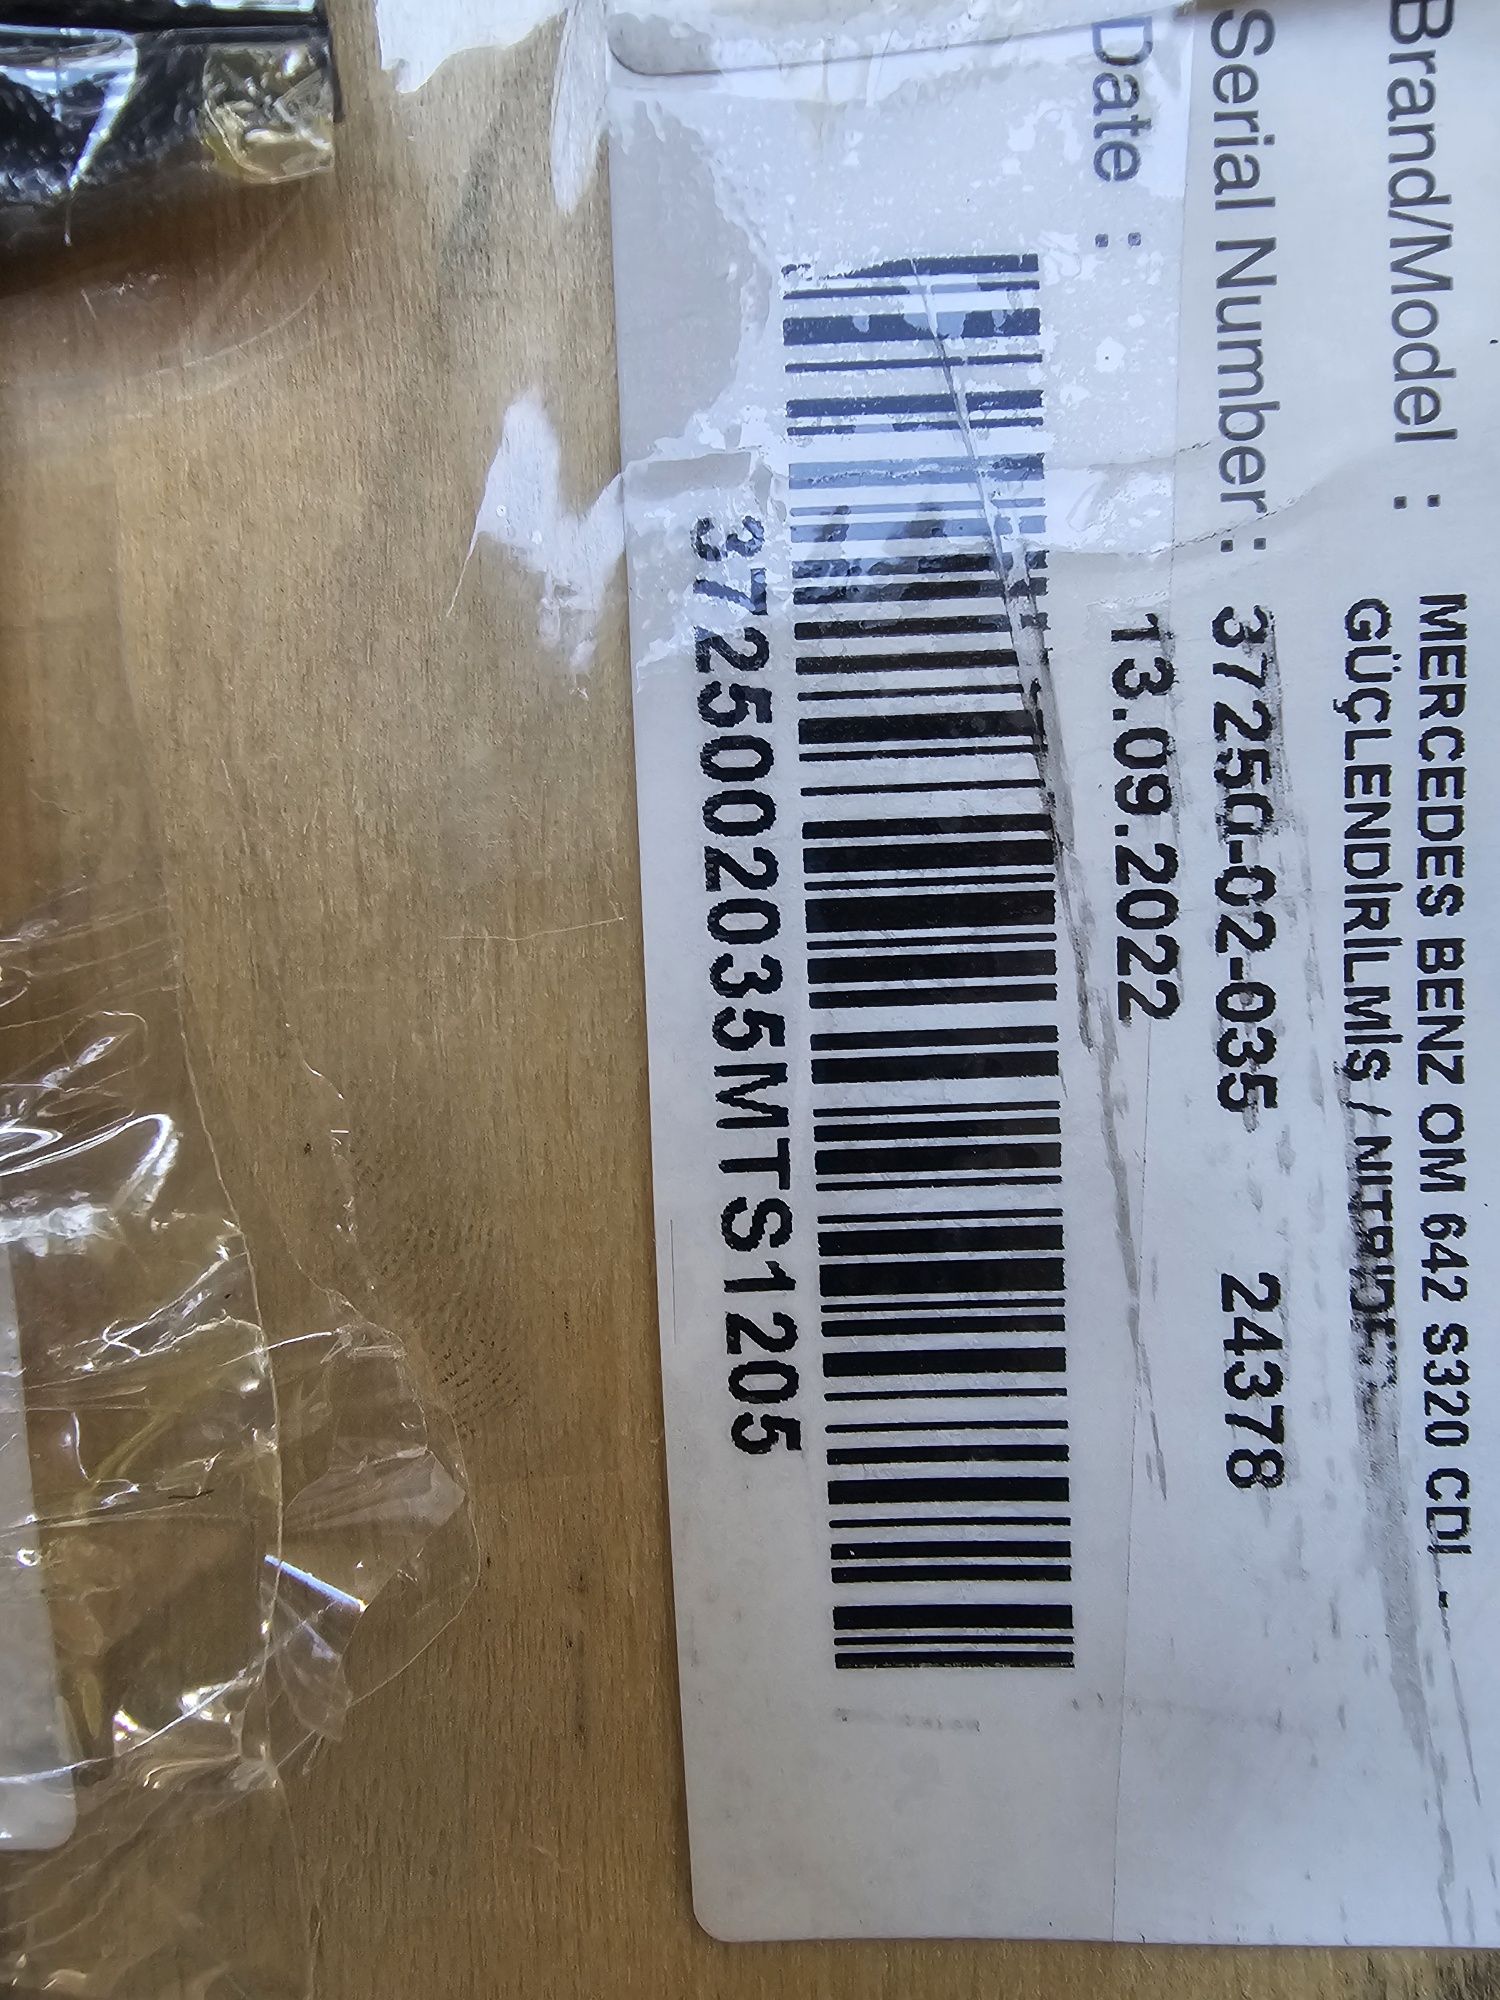 Brand/Model : MERCEDES BENZ OM 642 S320 CDI -
GÜÇLENDİRİLMİŞ / NITRIDE
Serial Number : 37250-02-035 24378
Date : 13.09.2022
3725002035MTS1205